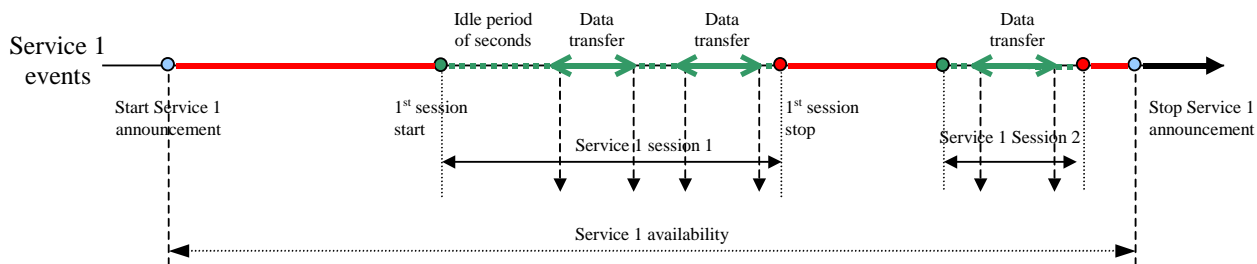 Service 1
events
Idle period
of seconds
Data
transfer
Data
transfer
Data
transfer
Start Service 1
announcement
1st session
start
1st session
stop
Stop Service 1
announcement
Service 1 session 1
Service 1 Session 2
Service 1 availability